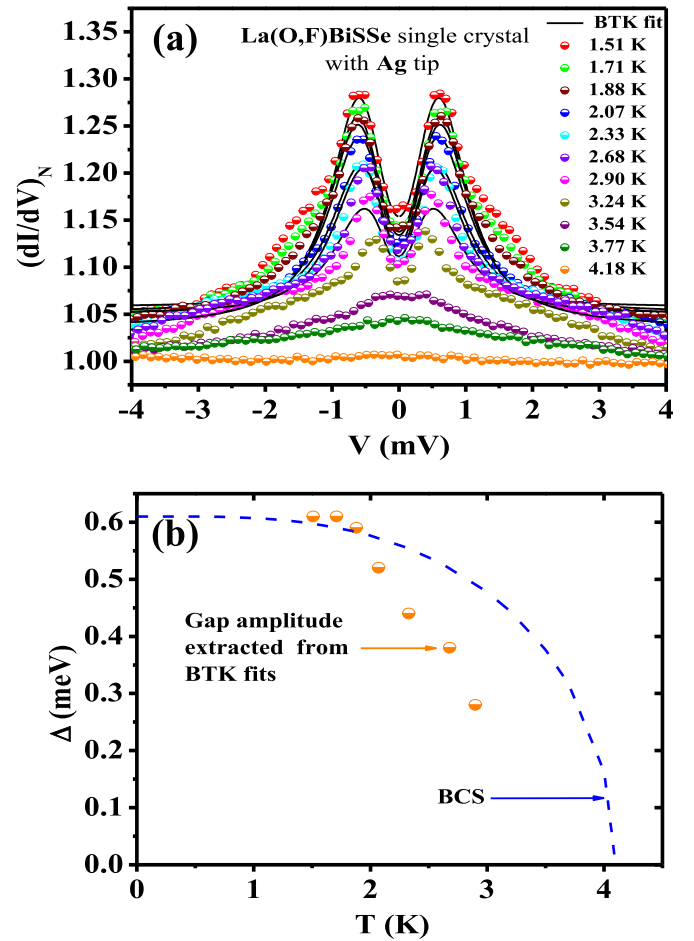 (a)
La(O,F)BiSSe single crystal
with Ag tip
BTK fit
1.51 K
1.71 K
1.88 K
2.07 K
2.33 K
2.68 K
2.90 K
3.24 K
3.54 K
3.77 K
4.18 K
1.35
1.30
1.25
1.20
1.15
1.10
1.05
1.00
(dI/dV)N
-4 -3 -2 -1 0 1 2 3 4
V (mV)
(b)
0.6
0.5
0.4
0.3
0.2
0.1
0.0
Δ (meV)
Gap amplitude
extracted from
BTK fits
BCS
0 1 2 3 4
T (K)